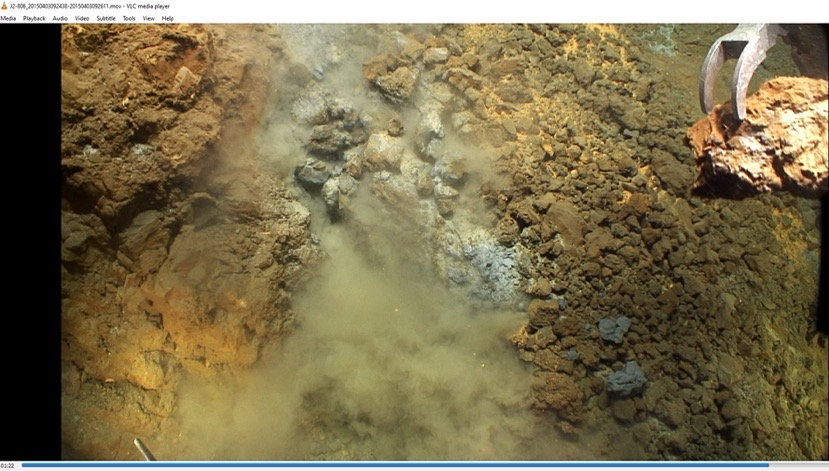 J2-806_20150403092438-20150403092611.mov - VLC media player
Media Playback Audio Video Subtitle Tools View Help
01:22